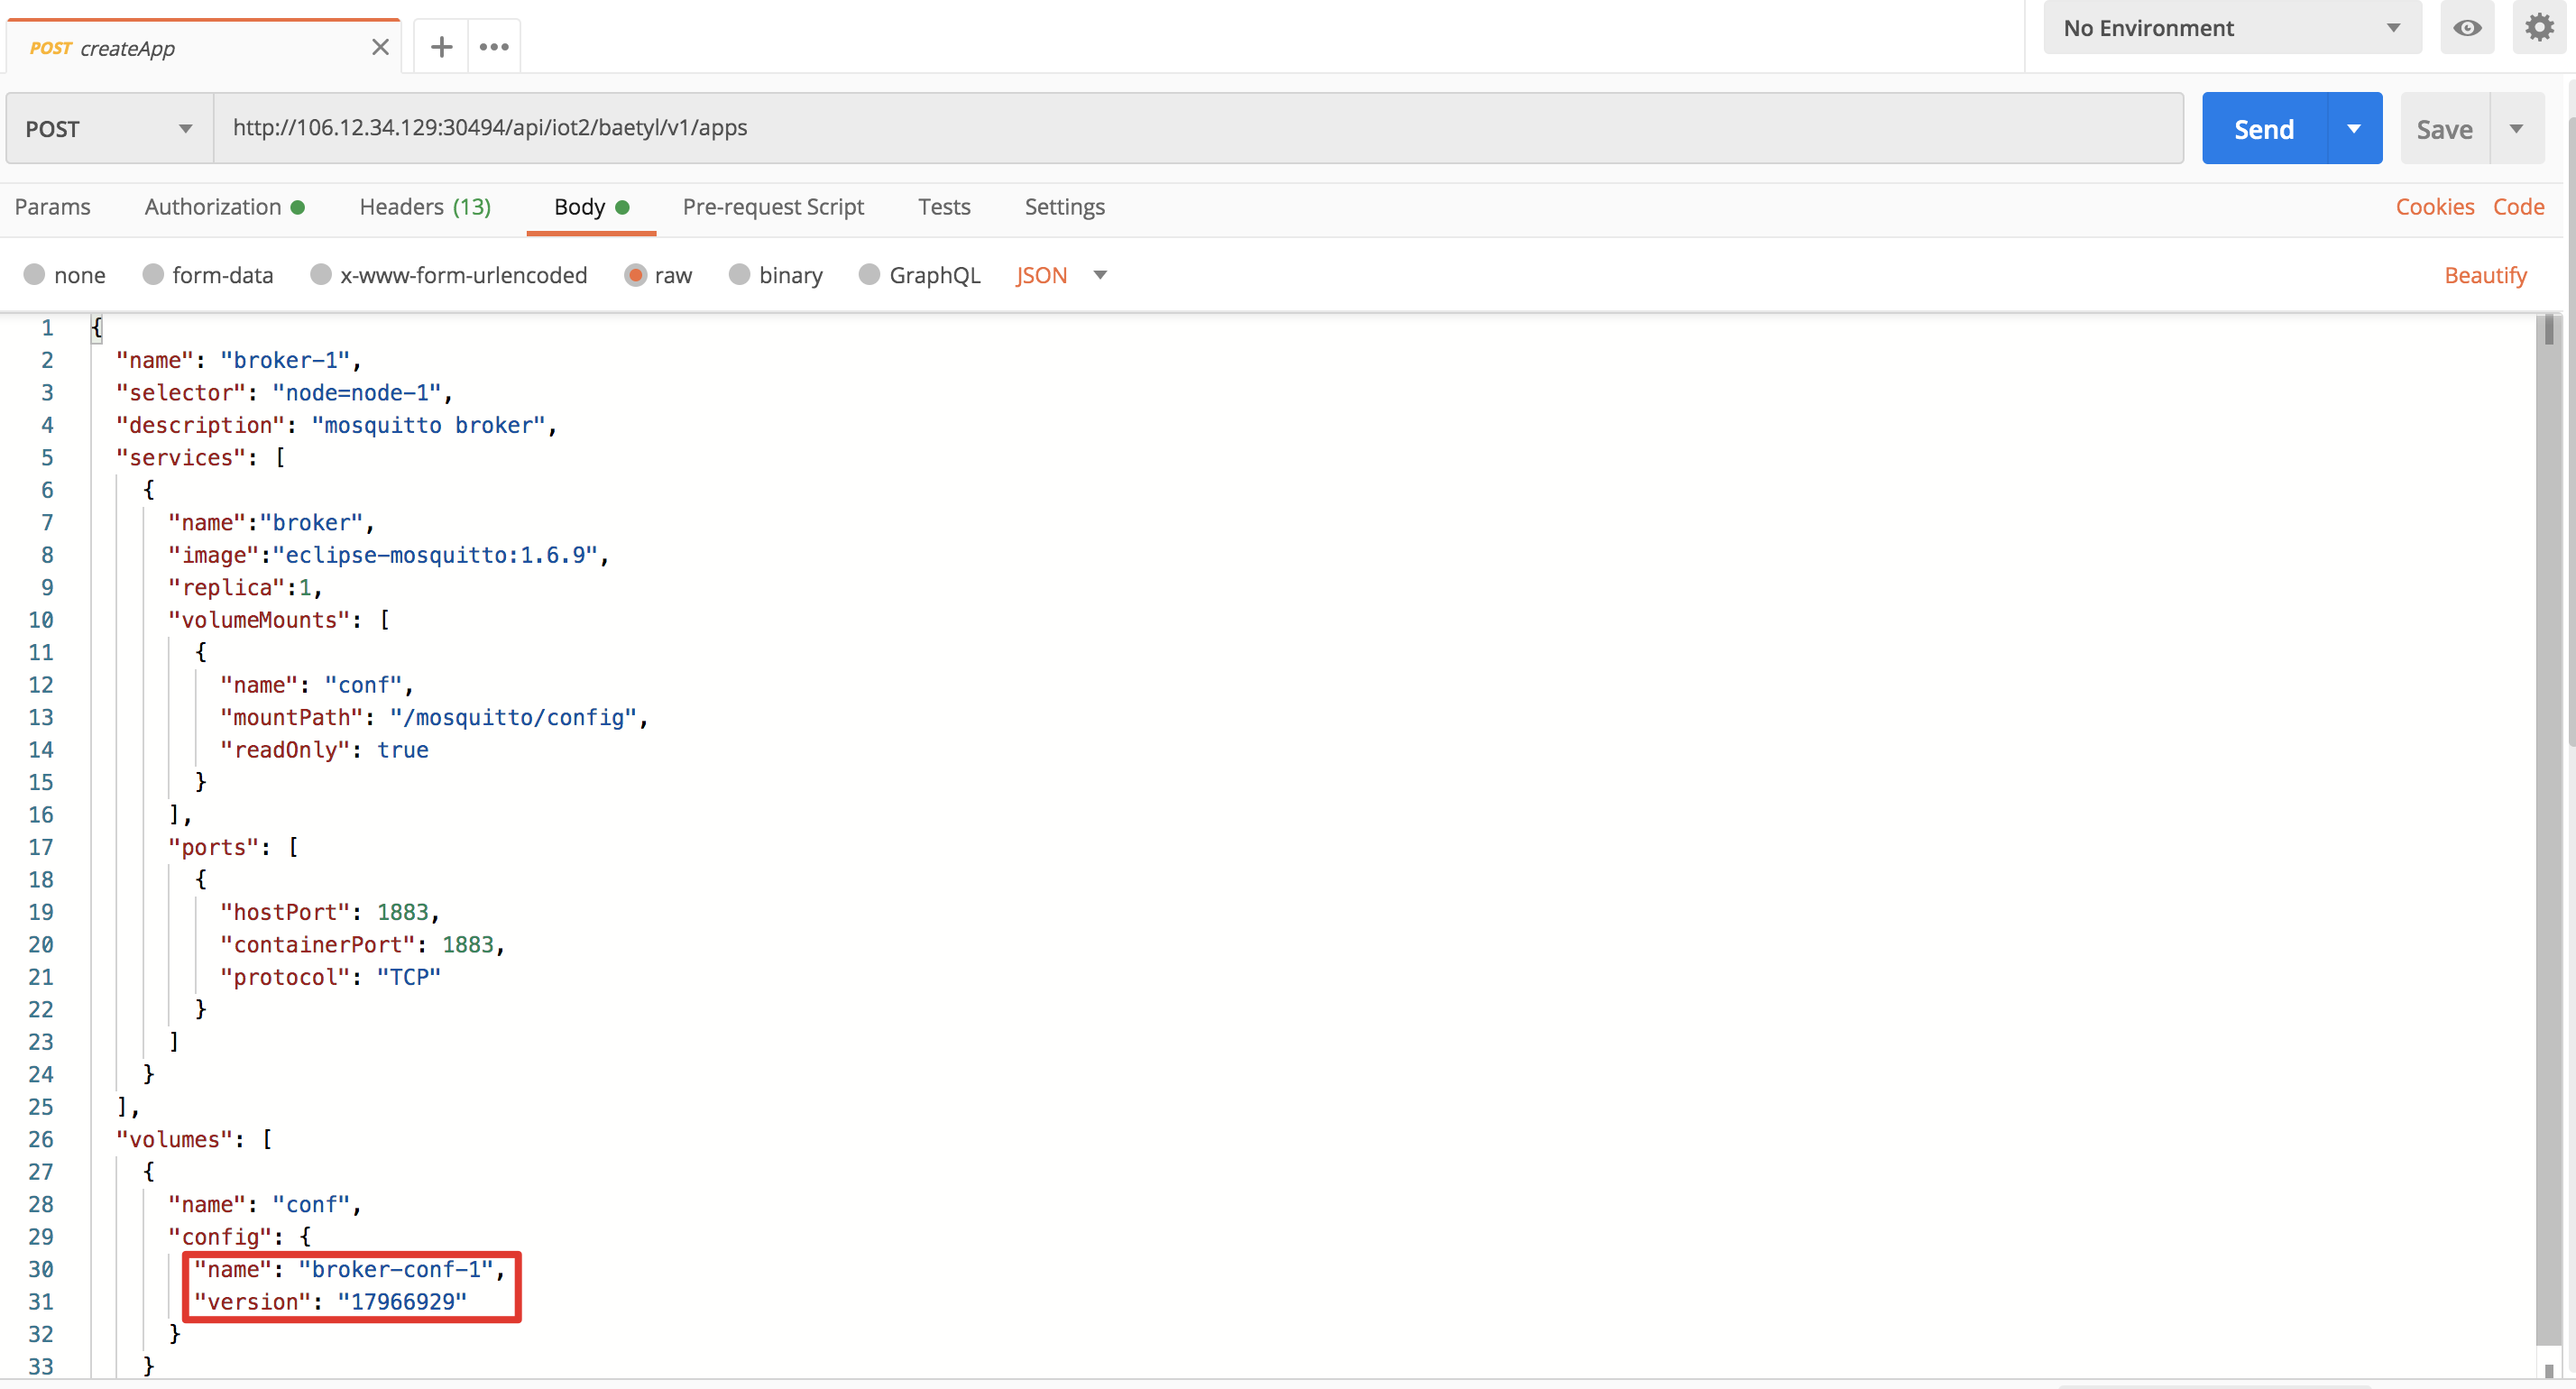 POST createApp
No Environment
POST http://106.12.34.129:30494/api/iot2/baetyl/v1/apps Send Save
Params Authorization Headers (13) Body Pre-request Script Tests Settings Cookies Code
none form-data x-www-form-urlencoded raw binary GraphQL JSON Beautify
1 {
2 "name": "broker-1",
3 "selector": "node=node-1",
4 "description": "mosquitto broker",
5 "services": [
6 {
7 "name":"broker",
8 "image":"eclipse-mosquitto:1.6.9",
9 "replica":1,
10 "volumeMounts": [
11 {
12 "name": "conf",
13 "mountPath": "/mosquitto/config",
14 "readOnly": true
15 }
16 ],
17 "ports": [
18 {
19 "hostPort": 1883,
20 "containerPort": 1883,
21 "protocol": "TCP"
22 }
23 ]
24 }
25 ],
26 "volumes": [
27 {
28 "name": "conf",
29 "config": {
30 "name": "broker-conf-1",
31 "version": "17966929"
32 }
33 }